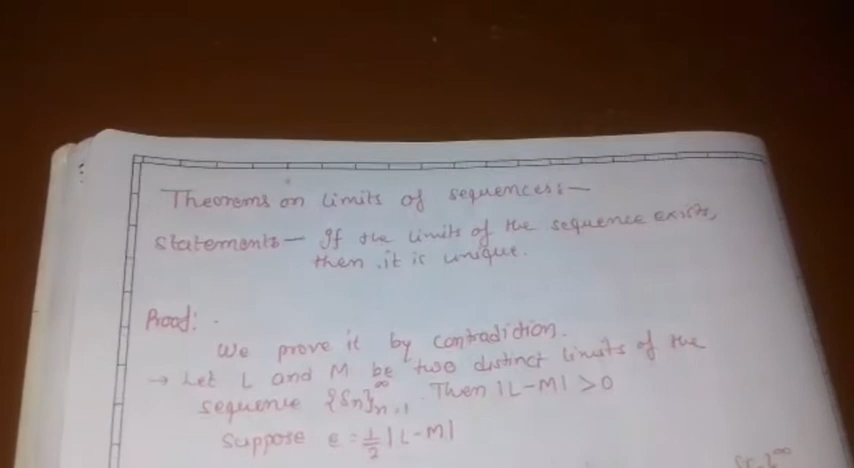 Theorems on limits of sequences:—
Statements— If the limits of the sequence exists,
then it is unique.
Proof:-
We prove it by contradiction.
→ Let L and M be two distinct limits of the
sequence {Sn}∞n=1. Then |L-M| >0
Suppose e = 1/2 |L-M|